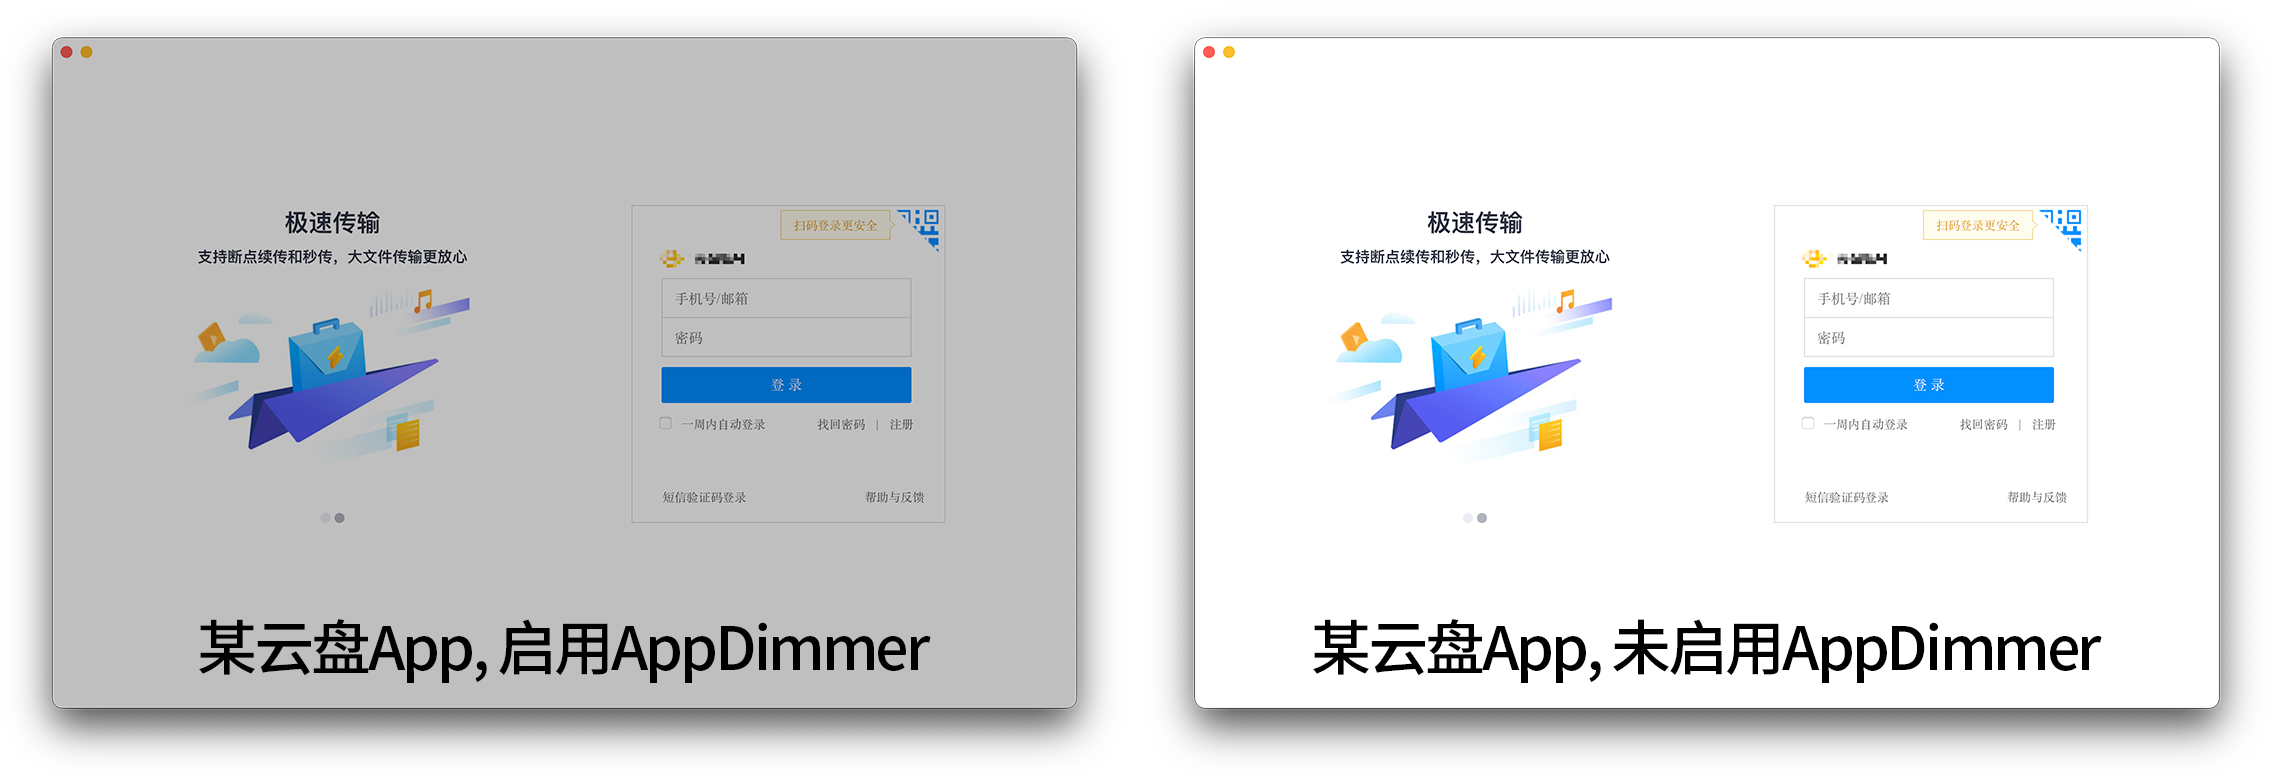 极速传输
支持断点续传和秒传，大文件传输更放心
扫码登录更安全
手机号/邮箱
密码
登 录
一周内自动登录
找回密码 | 注册
短信验证码登录
帮助与反馈
某云盘App, 启用AppDimmer
极速传输
支持断点续传和秒传，大文件传输更放心
扫码登录更安全
手机号/邮箱
密码
登 录
一周内自动登录
找回密码 | 注册
短信验证码登录
帮助与反馈
某云盘App, 未启用AppDimmer